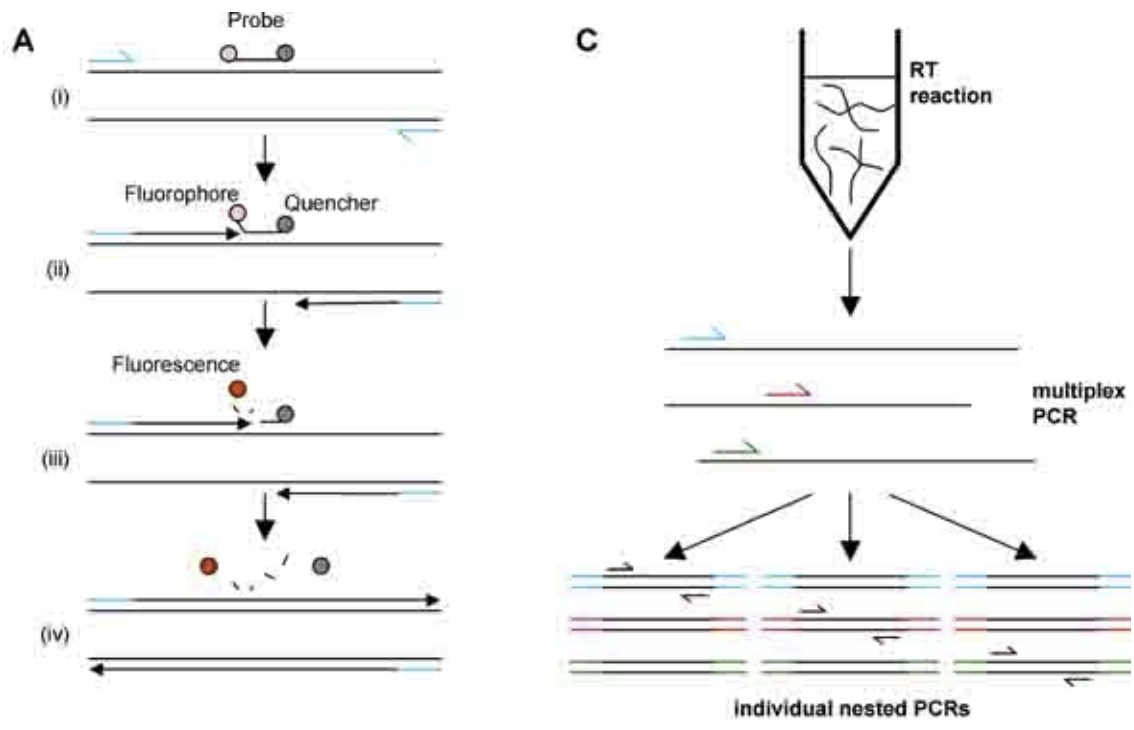 A
Probe
(i)
Fluorophore
Quencher
(ii)
Fluorescence
(iii)
(iv)
C
RT
reaction
multiplex
PCR
individual nested PCRs